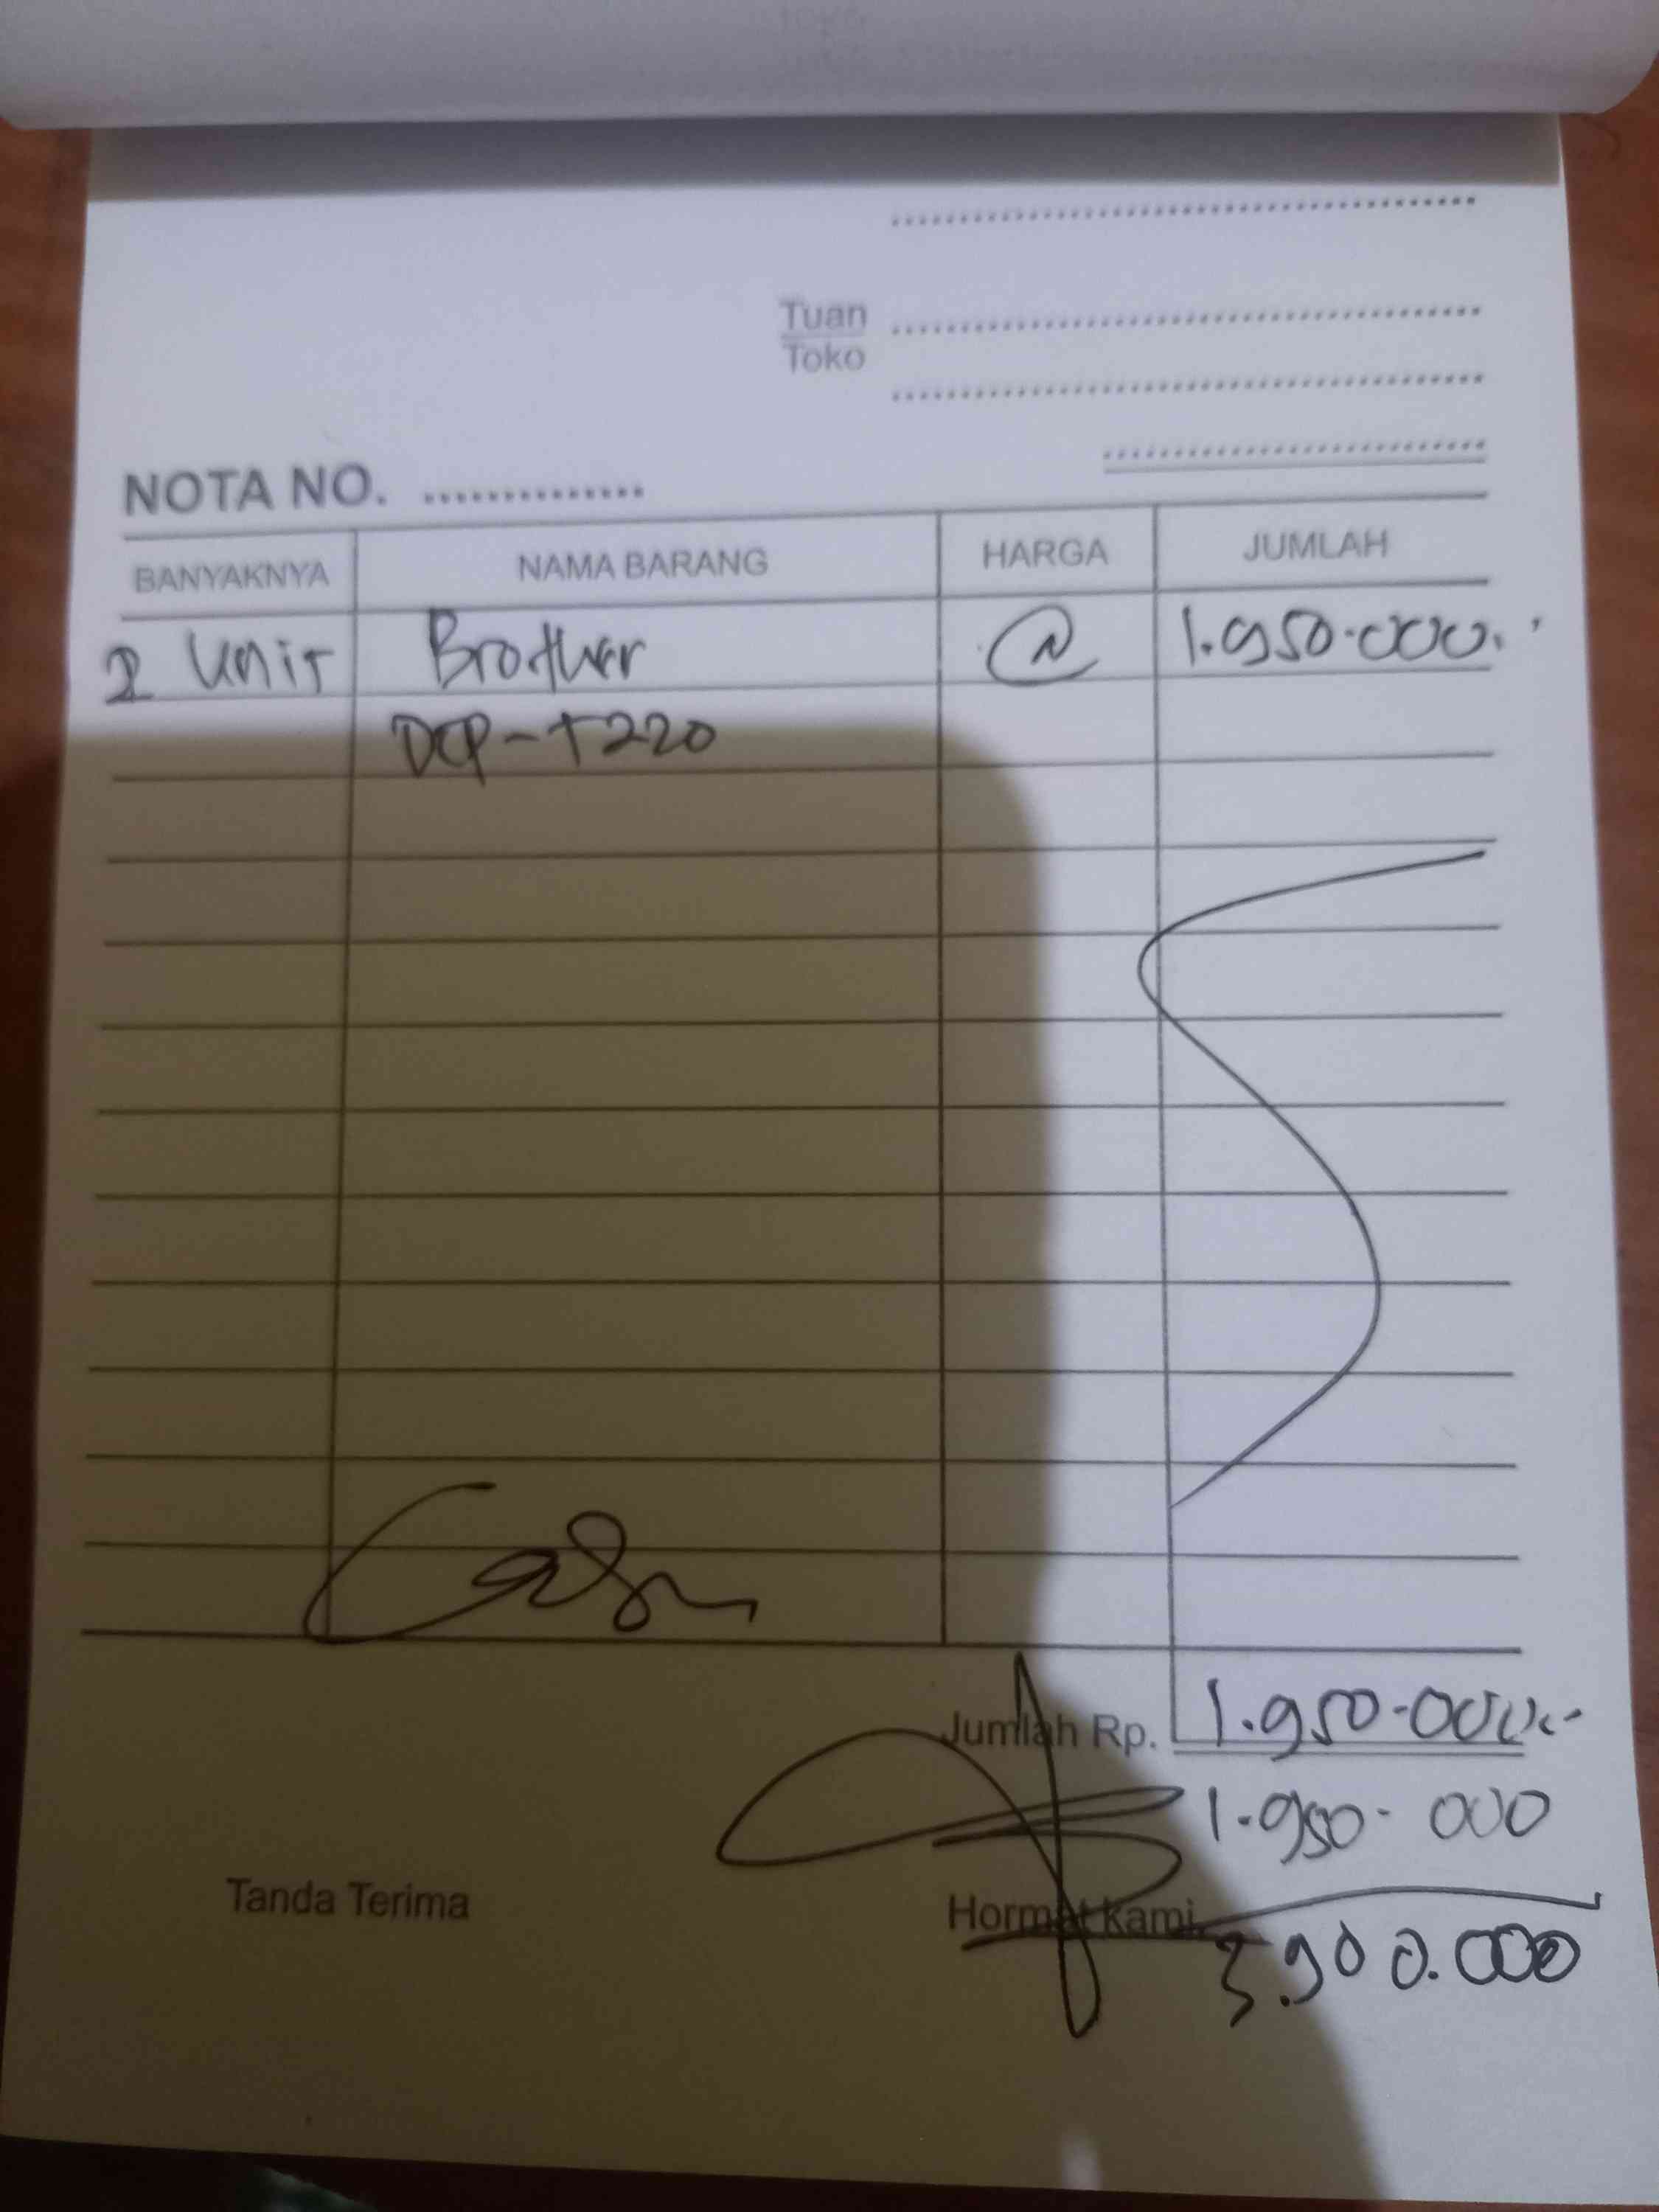 Tuan
Toko
NOTA NO. ..............
BANYAKNYA NAMA BARANG HARGA JUMLAH
2 Unit Brother @ 1.950.000.
DCP-T220
Cash
Jumlah Rp. 1.950.000.-
1.950.000
Tanda Terima Hormat kami,
3.900.000